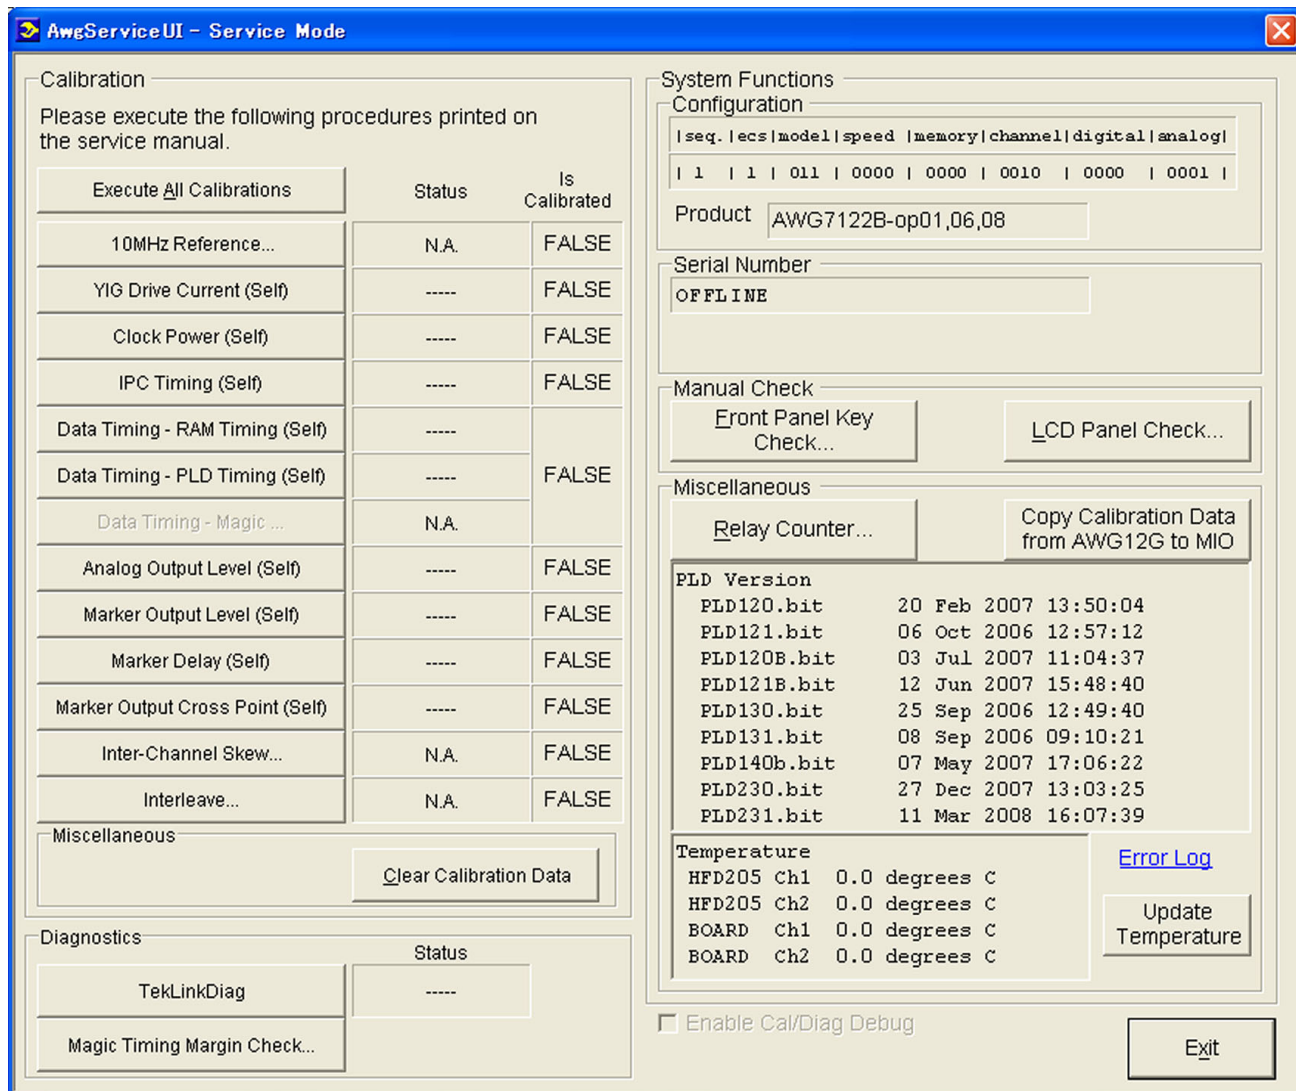 AwgServiceUI - Service Mode
Calibration
Please execute the following procedures printed on
the service manual.
Execute All Calibrations
Status
Is
Calibrated
10MHz Reference... N.A. FALSE
YIG Drive Current (Self) ----- FALSE
Clock Power (Self) ----- FALSE
IPC Timing (Self) ----- FALSE
Data Timing - RAM Timing (Self) -----
Data Timing - PLD Timing (Self) ----- FALSE
Data Timing - Magic ... N.A.
Analog Output Level (Self) ----- FALSE
Marker Output Level (Self) ----- FALSE
Marker Delay (Self) ----- FALSE
Marker Output Cross Point (Self) ----- FALSE
Inter-Channel Skew... N.A. FALSE
Interleave... N.A. FALSE
Miscellaneous
Clear Calibration Data
Diagnostics
Status
TekLinkDiag -----
Magic Timing Margin Check...
System Functions
Configuration
|seq.|ecs|model|speed |memory|channel|digital|analog|
| 1 | 1 | 011 | 0000 | 0000 | 0010 | 0000 | 0001 |
Product AWG7122B-op01,06,08
Serial Number
OFFLINE
Manual Check
Front Panel Key
Check...
LCD Panel Check...
Miscellaneous
Relay Counter...
Copy Calibration Data
from AWG12G to MIO
PLD Version
PLD120.bit 20 Feb 2007 13:50:04
PLD121.bit 06 Oct 2006 12:57:12
PLD120B.bit 03 Jul 2007 11:04:37
PLD121B.bit 12 Jun 2007 15:48:40
PLD130.bit 25 Sep 2006 12:49:40
PLD131.bit 08 Sep 2006 09:10:21
PLD140b.bit 07 May 2007 17:06:22
PLD230.bit 27 Dec 2007 13:03:25
PLD231.bit 11 Mar 2008 16:07:39
Temperature
HFD205 Ch1 0.0 degrees C
HFD205 Ch2 0.0 degrees C
BOARD Ch1 0.0 degrees C
BOARD Ch2 0.0 degrees C
Error Log
Update
Temperature
Enable Cal/Diag Debug
Exit